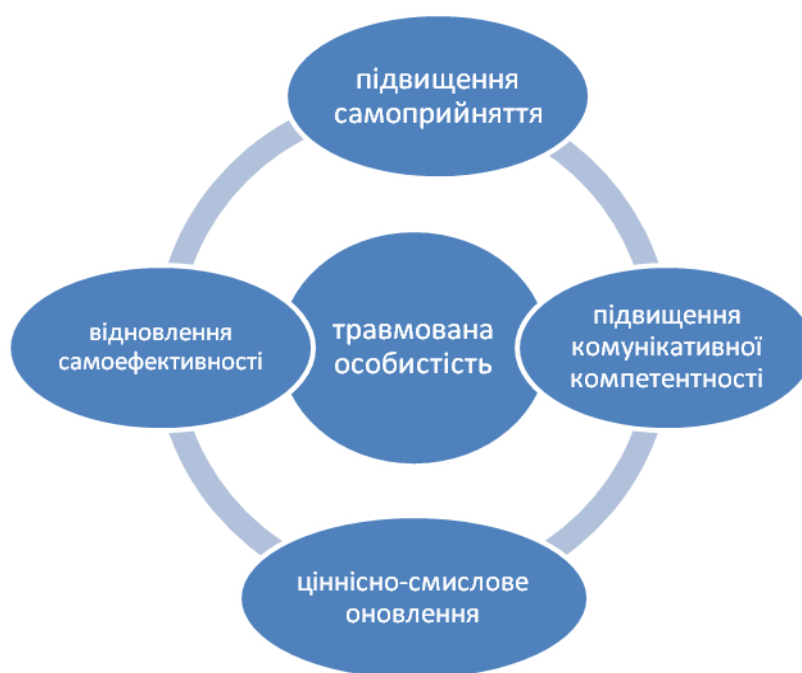 підвищення
самоприйняття
відновлення
самоефективності
травмована
особистість
підвищення
комунікативної
компетентності
ціннісно-смислове
оновлення